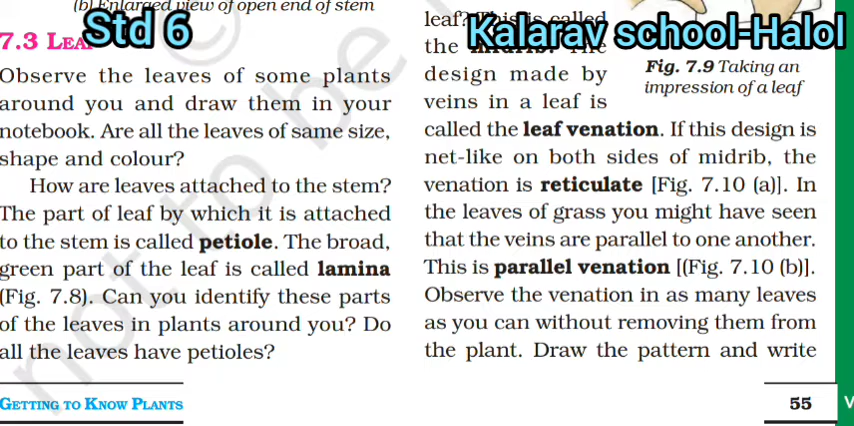 (b) Enlarged view of open end of stem
7.3 LEAF
Std 6
Observe the leaves of some plants
around you and draw them in your
notebook. Are all the leaves of same size,
shape and colour?
How are leaves attached to the stem?
The part of leaf by which it is attached
to the stem is called petiole. The broad,
green part of the leaf is called lamina
(Fig. 7.8). Can you identify these parts
of the leaves in plants around you? Do
all the leaves have petioles?
GETTING TO KNOW PLANTS
leaf? This is called
Kalarav school-Halol
the midrib. The
design made by
veins in a leaf is
Fig. 7.9 Taking an
impression of a leaf
called the leaf venation. If this design is
net-like on both sides of midrib, the
venation is reticulate [Fig. 7.10 (a)]. In
the leaves of grass you might have seen
that the veins are parallel to one another.
This is parallel venation [(Fig. 7.10 (b)].
Observe the venation in as many leaves
as you can without removing them from
the plant. Draw the pattern and write
55
V
not to be
©